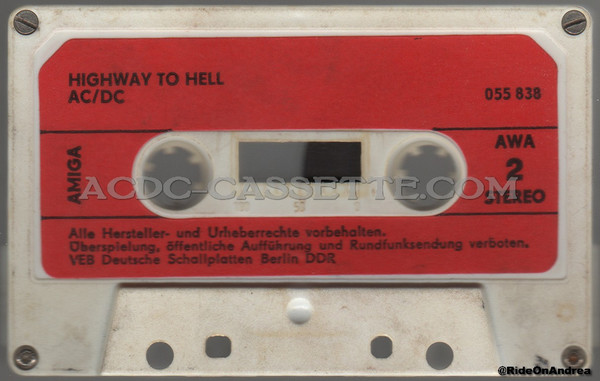 HIGHWAY TO HELL
AC/DC
055 838
AMIGA
AWA
2
STEREO
ACDC-CASSETTE.COM
Alle Hersteller- und Urheberrechte vorbehalten.
Überspielung, öffentliche Aufführung und Rundfunksendung verboten.
VEB Deutsche Schallplatten Berlin DDR
@RideOnAndrea